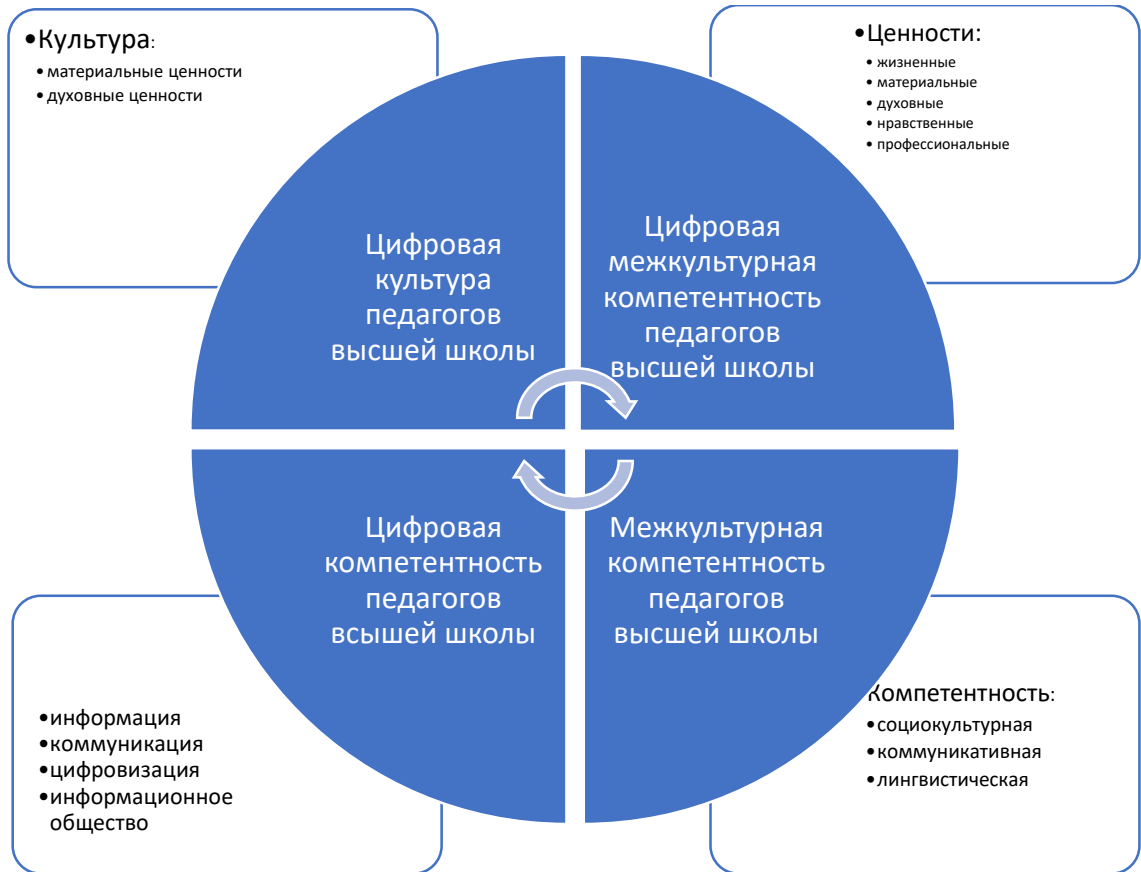 •Культура:
• материальные ценности
• духовные ценности
•Ценности:
• жизненные
• материальные
• духовные
• нравственные
• профессиональные
Цифровая
культура
педагогов
высшей школы
Цифровая
межкультурная
компетентность
педагогов
высшей школы
Цифровая
компетентность
педагогов
всышей школы
Межкультурная
компетентность
педагогов
высшей школы
•информация
•коммуникация
•цифровизация
•информационное
общество
Компетентность:
•социокультурная
•коммуникативная
•лингвистическая